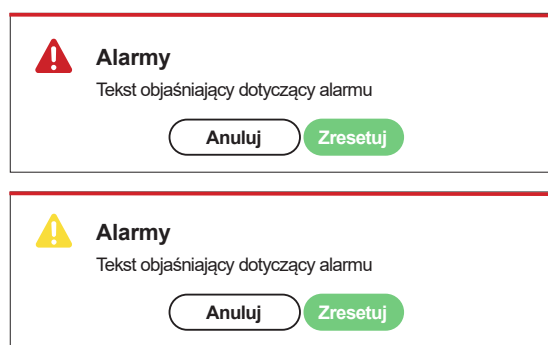 Alarmy
Tekst objaśniający dotyczący alarmu
Anuluj Zresetuj
Alarmy
Tekst objaśniający dotyczący alarmu
Anuluj Zresetuj